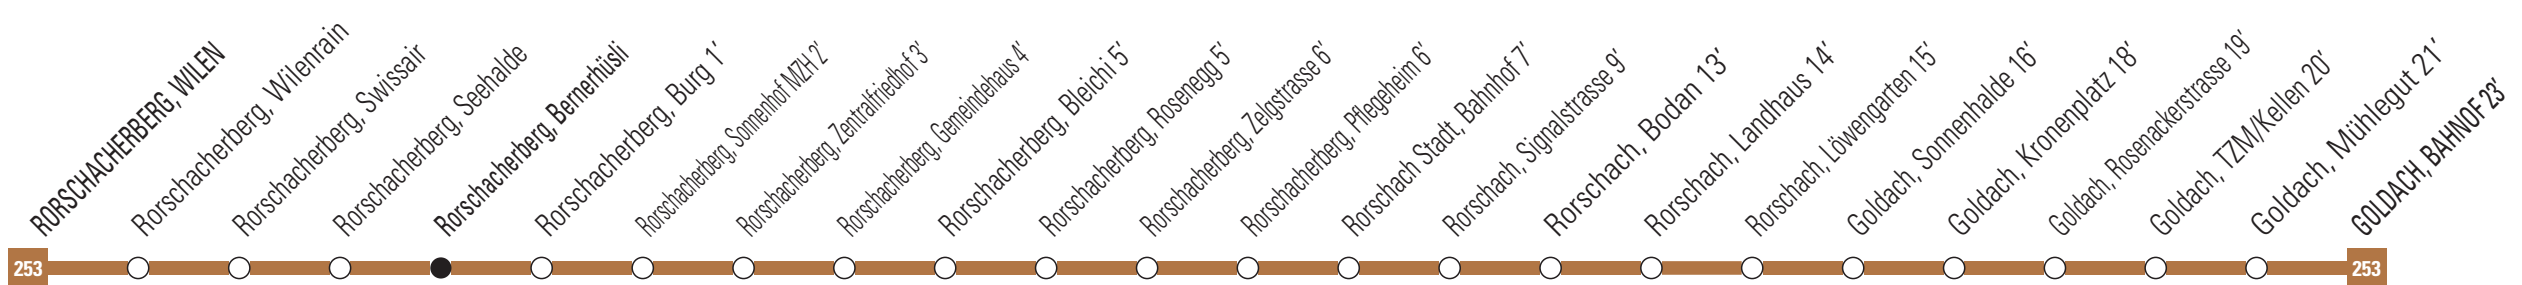 RORSCHACHERBERG, WILEN
Rorschacherberg, Wilenrain
Rorschacherberg, Swissair
Rorschacherberg, Seehalde
Rorschacherberg, Bernerhüsli
Rorschacherberg, Burg 1'
Rorschacherberg, Sonnenhof MZH 2'
Rorschacherberg, Zentralfriedhof 3'
Rorschacherberg, Gemeindehaus 4'
Rorschacherberg, Bleichi 5'
Rorschacherberg, Rosenegg 5'
Rorschacherberg, Zelgstrasse 6'
Rorschacherberg, Pflegeheim 6'
Rorschach Stadt, Bahnhof 7'
Rorschach, Signalstrasse 9'
Rorschach, Bodan 13'
Rorschach, Landhaus 14'
Rorschach, Löwengarten 15'
Goldach, Sonnenhalde 16'
Goldach, Kronenplatz 18'
Goldach, Rosenackerstrasse 19'
Goldach, TZM/Kellen 20'
Goldach, Mühlegut 21'
GOLDACH, BAHNHOF 23'
253
253